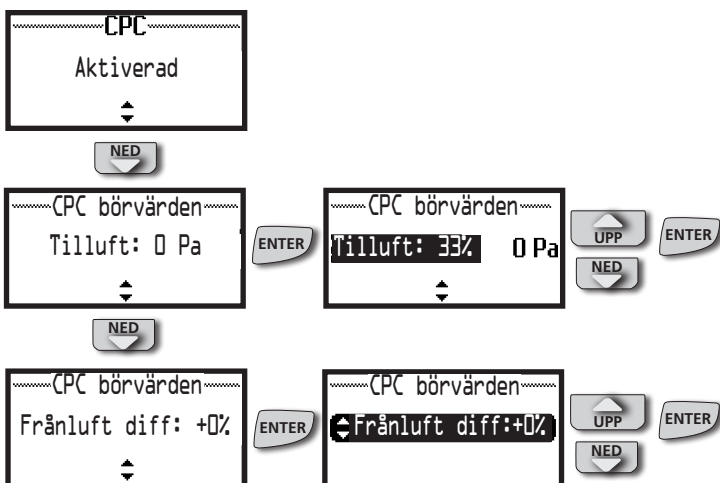 CPC
Aktiverad
NED
CPC börvärden
Tilluft: 0 Pa
ENTER
CPC börvärden
Tilluft: 33% 0 Pa
UPP
NED
ENTER
NED
CPC börvärden
Frånluft diff: +0%
ENTER
CPC börvärden
Frånluft diff:+0%
UPP
NED
ENTER